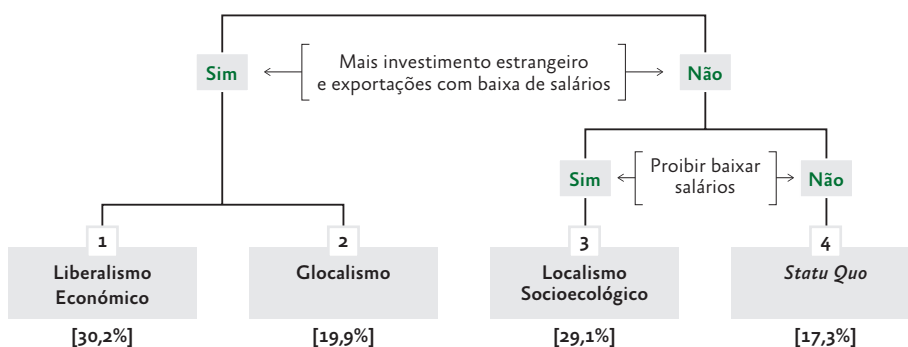 Mais investimento estrangeiro
e exportações com baixa de salários
Sim
Não
Proibir baixar
salários
Sim
Não
1
Liberalismo
Económico
[30,2%]
2
Glocalismo
[19,9%]
3
Localismo
Socioecológico
[29,1%]
4
Statu Quo
[17,3%]